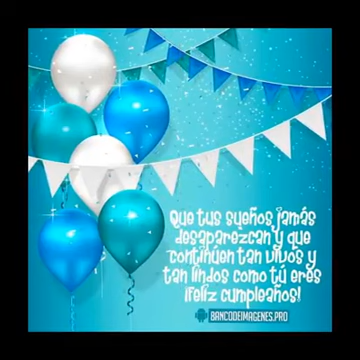 Que tus sueños jamás
desaparezcan y que
continúen tan vivos y
tan lindos como tú eres
¡feliz cumpleaños!
BANCODEIMAGENES.PRO